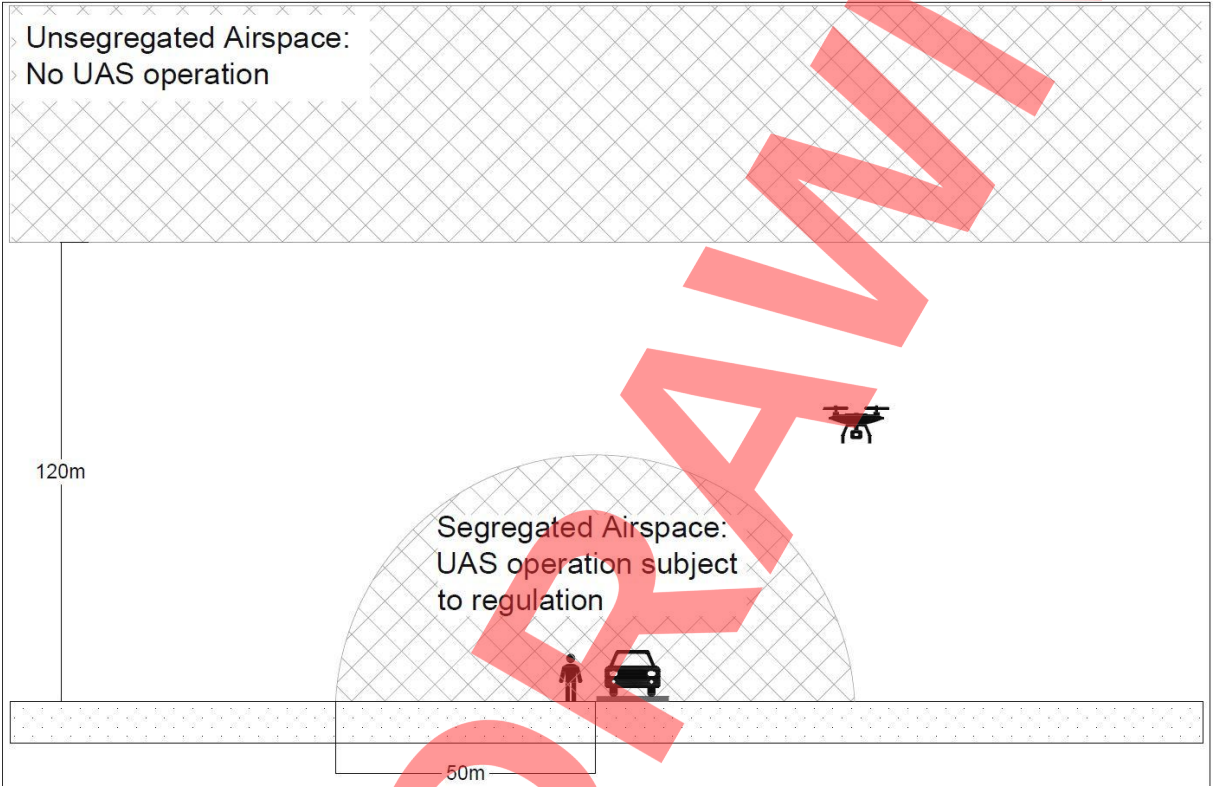 Unsegregated Airspace:
No UAS operation
120m
Segregated Airspace:
UAS operation subject
to regulation
50m